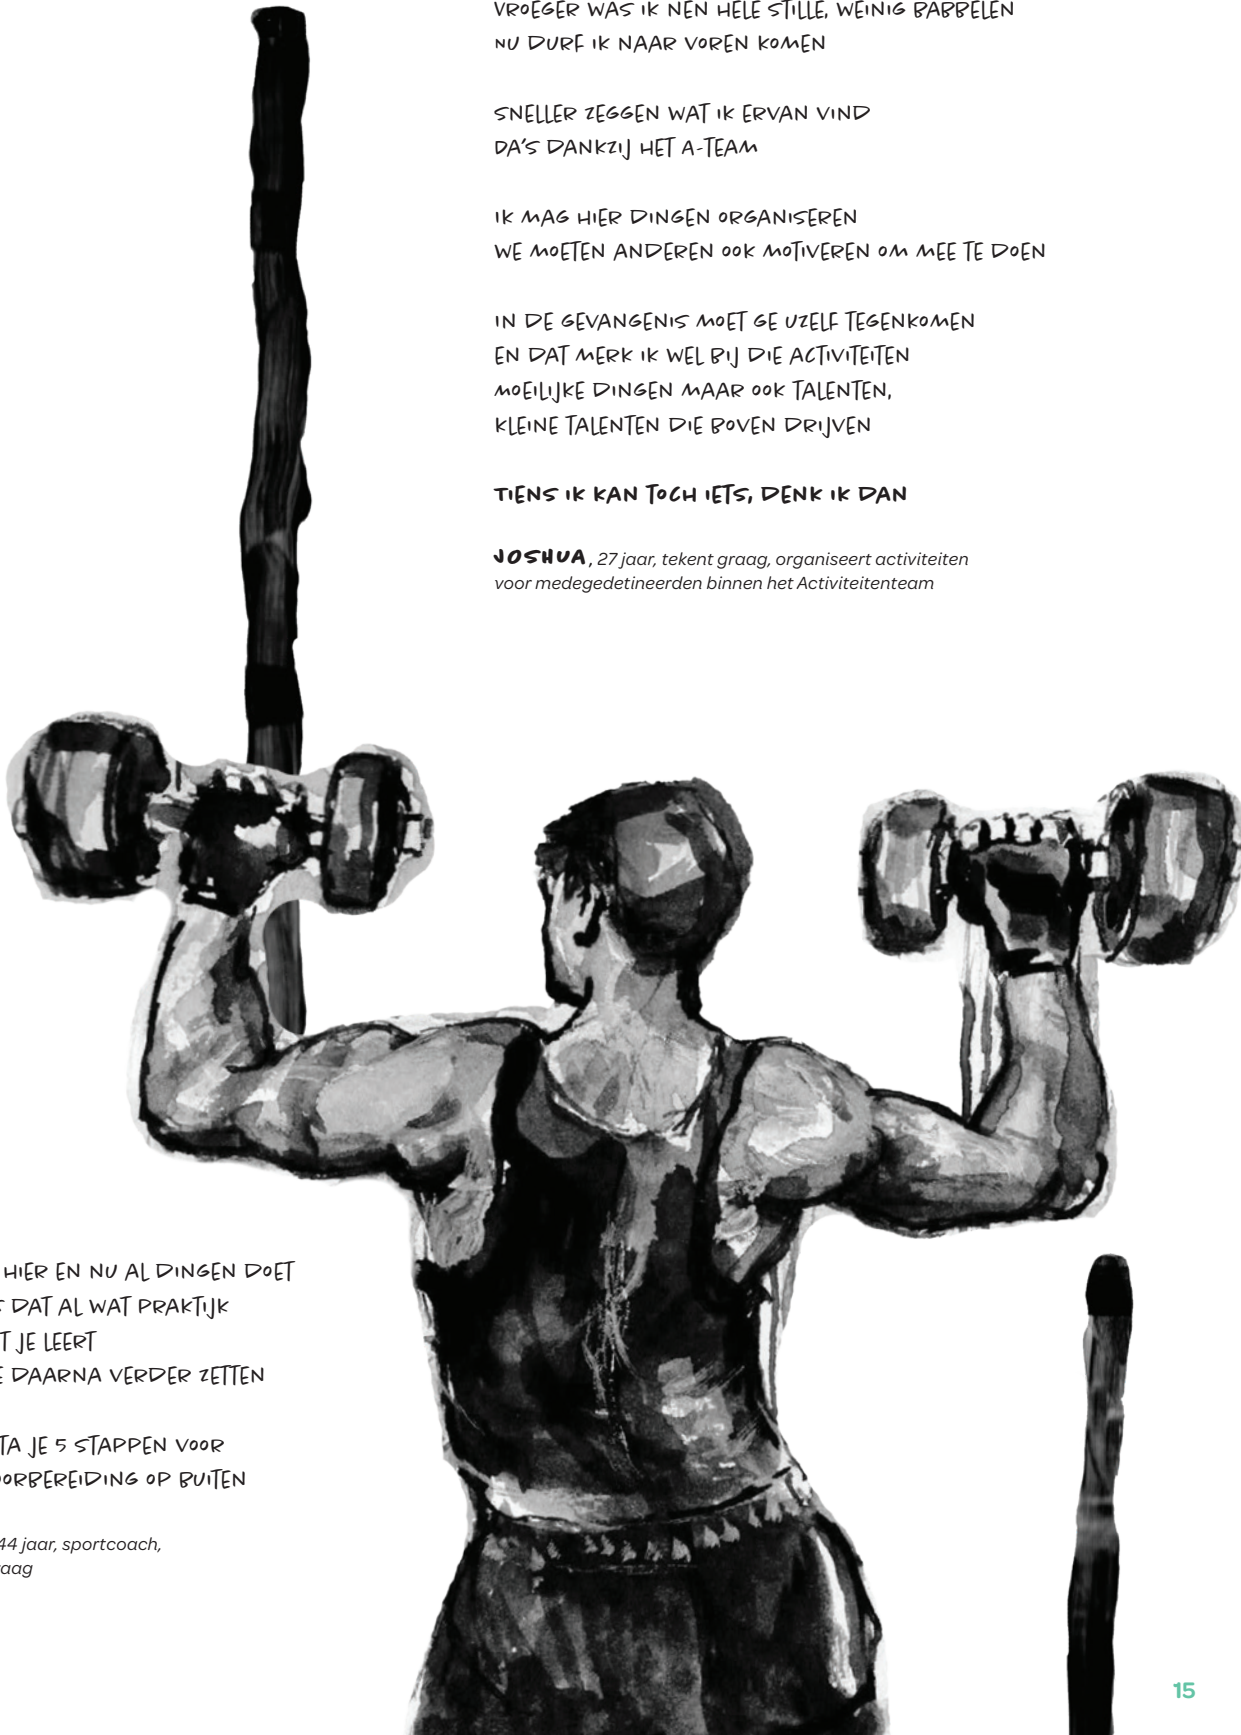 VROEGER WAS IK NEN HELE STILLE, WEINIG BABBELEN
NU DURF IK NAAR VOREN KOMEN
SNELLER ZEGGEN WAT IK ERVAN VIND
DA'S DANKZIJ HET A-TEAM
IK MAG HIER DINGEN ORGANISEREN
WE MOETEN ANDEREN OOK MOTIVEREN OM MEE TE DOEN
IN DE GEVANGENIS MOET GE UZELF TEGENKOMEN
EN DAT MERK IK WEL BIJ DIE ACTIVITEITEN
MOEILIJKE DINGEN MAAR OOK TALENTEN,
KLEINE TALENTEN DIE BOVEN DRIJVEN
TIENS IK KAN TOCH IETS, DENK IK DAN
JOSHUA, 27 jaar, tekent graag, organiseert activiteiten
voor medegedetineerden binnen het Activiteitenteam
HIER EN NU AL DINGEN DOET
DAT AL WAT PRAKTIJK
JE LEERT
DAARNA VERDER ZETTEN
JE 5 STAPPEN VOOR
OP BUITEN
44 jaar, sportcoach,
15